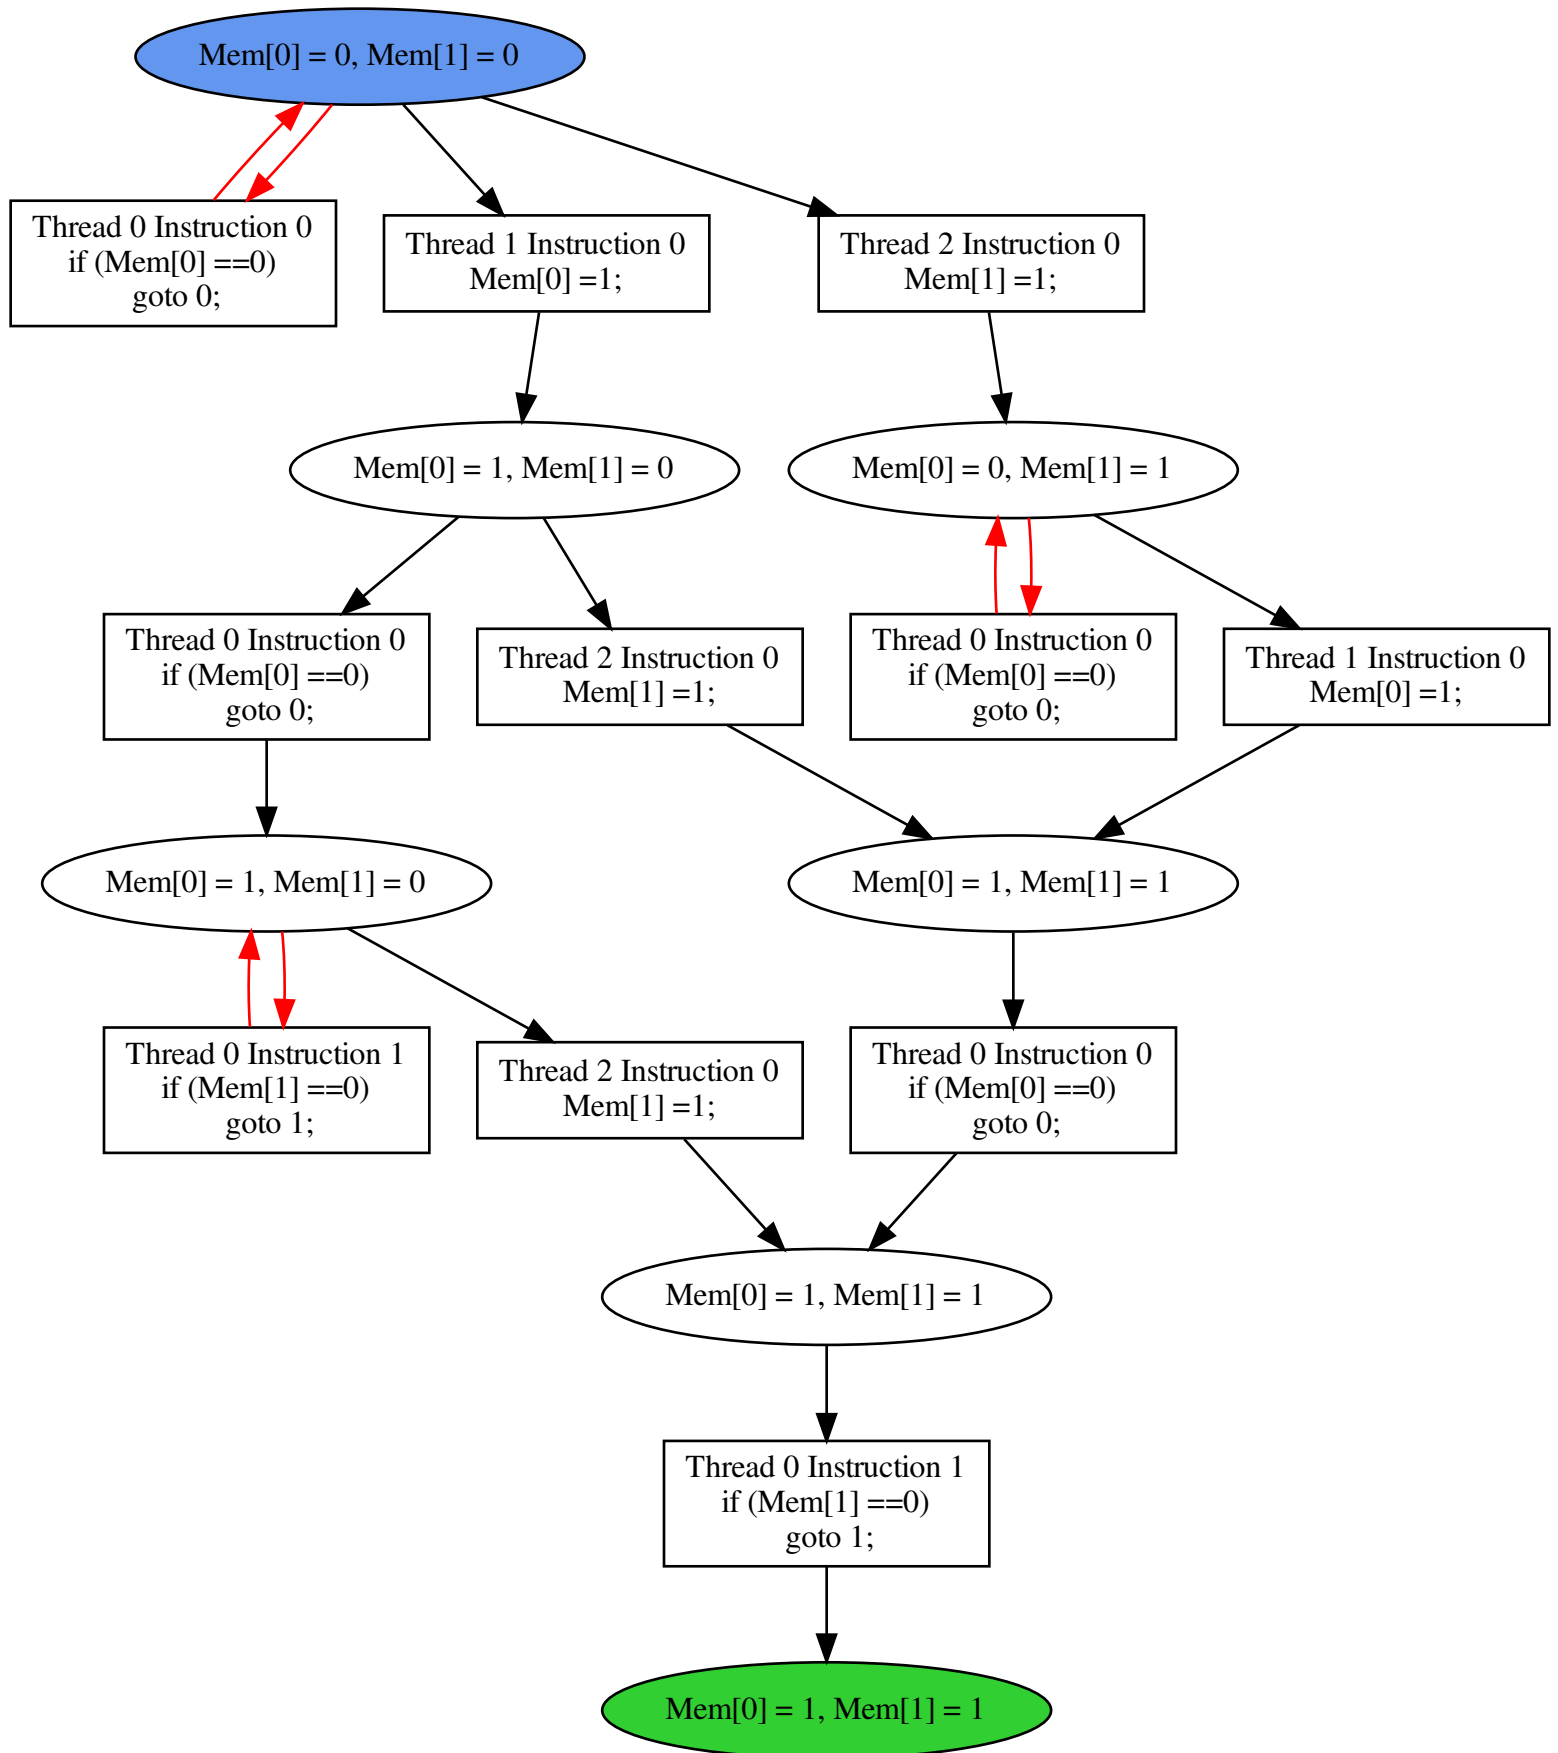 Mem[0] = 0, Mem[1] = 0
Thread 0 Instruction 0
if (Mem[0] ==0)
goto 0;
Thread 1 Instruction 0
Mem[0] =1;
Thread 2 Instruction 0
Mem[1] =1;
Mem[0] = 1, Mem[1] = 0
Mem[0] = 0, Mem[1] = 1
Thread 0 Instruction 0
if (Mem[0] ==0)
goto 0;
Thread 2 Instruction 0
Mem[1] =1;
Thread 0 Instruction 0
if (Mem[0] ==0)
goto 0;
Thread 1 Instruction 0
Mem[0] =1;
Mem[0] = 1, Mem[1] = 0
Mem[0] = 1, Mem[1] = 1
Thread 0 Instruction 1
if (Mem[1] ==0)
goto 1;
Thread 2 Instruction 0
Mem[1] =1;
Thread 0 Instruction 0
if (Mem[0] ==0)
goto 0;
Mem[0] = 1, Mem[1] = 1
Thread 0 Instruction 1
if (Mem[1] ==0)
goto 1;
Mem[0] = 1, Mem[1] = 1